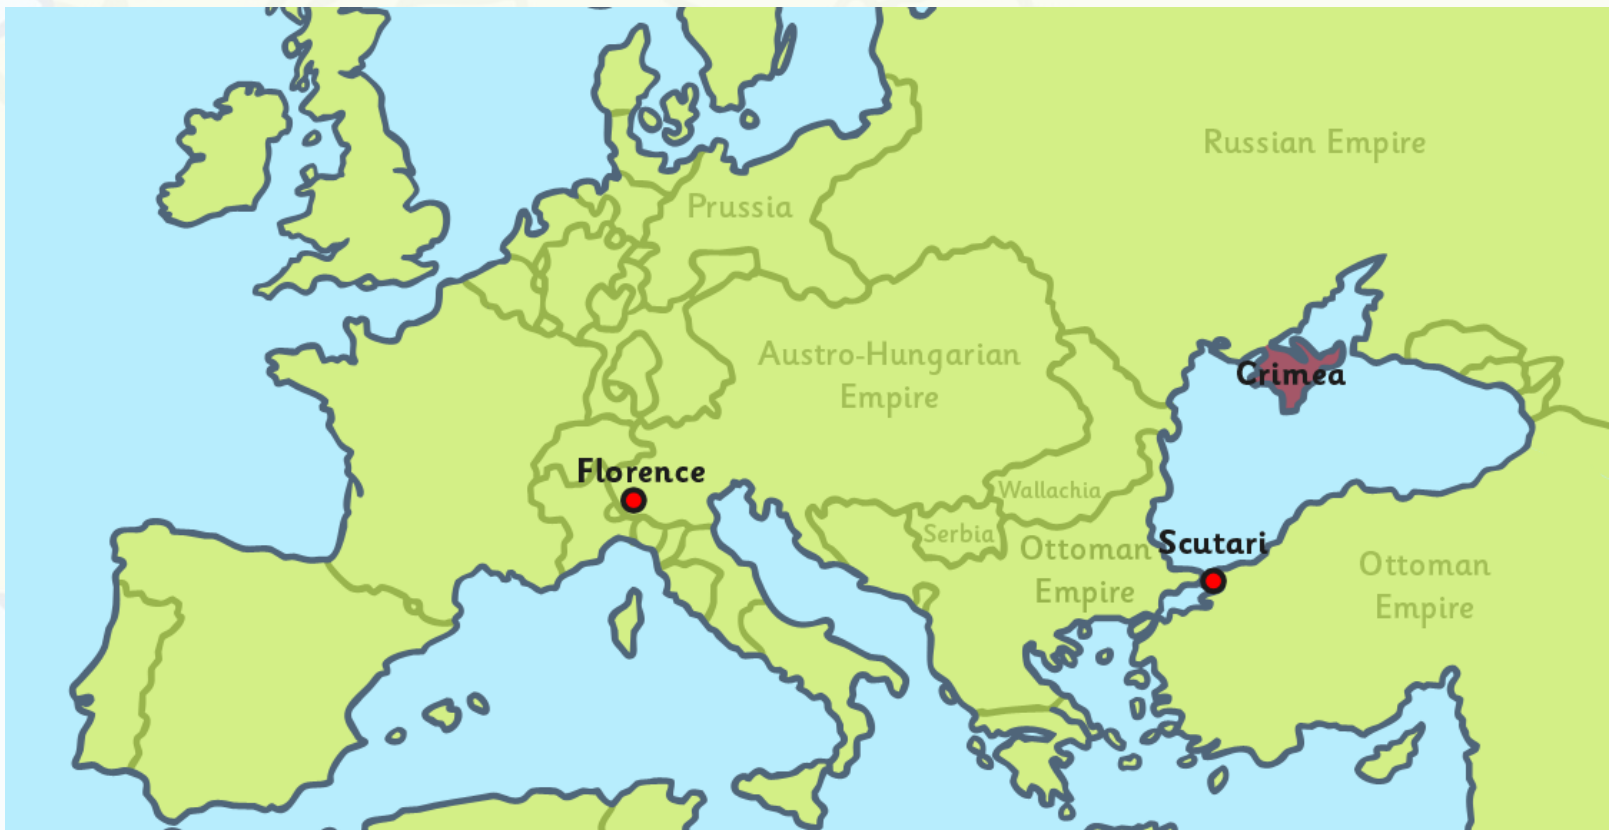 Russian Empire
Prussia
Austro-Hungarian
Empire
Crimea
Florence
Wallachia
Serbia
Ottoman
Empire
Scutari
Ottoman
Empire